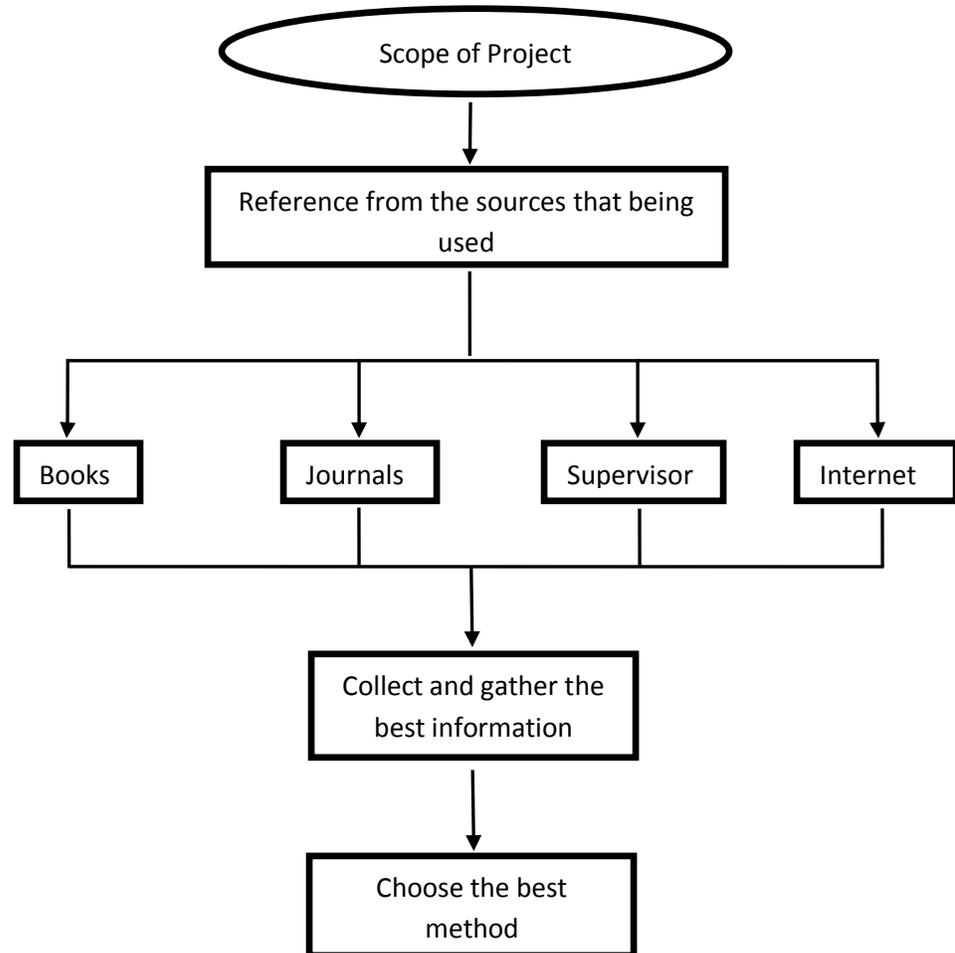 Scope of Project
Reference from the sources that being
used
Books
Journals
Supervisor
Internet
Collect and gather the
best information
Choose the best
method